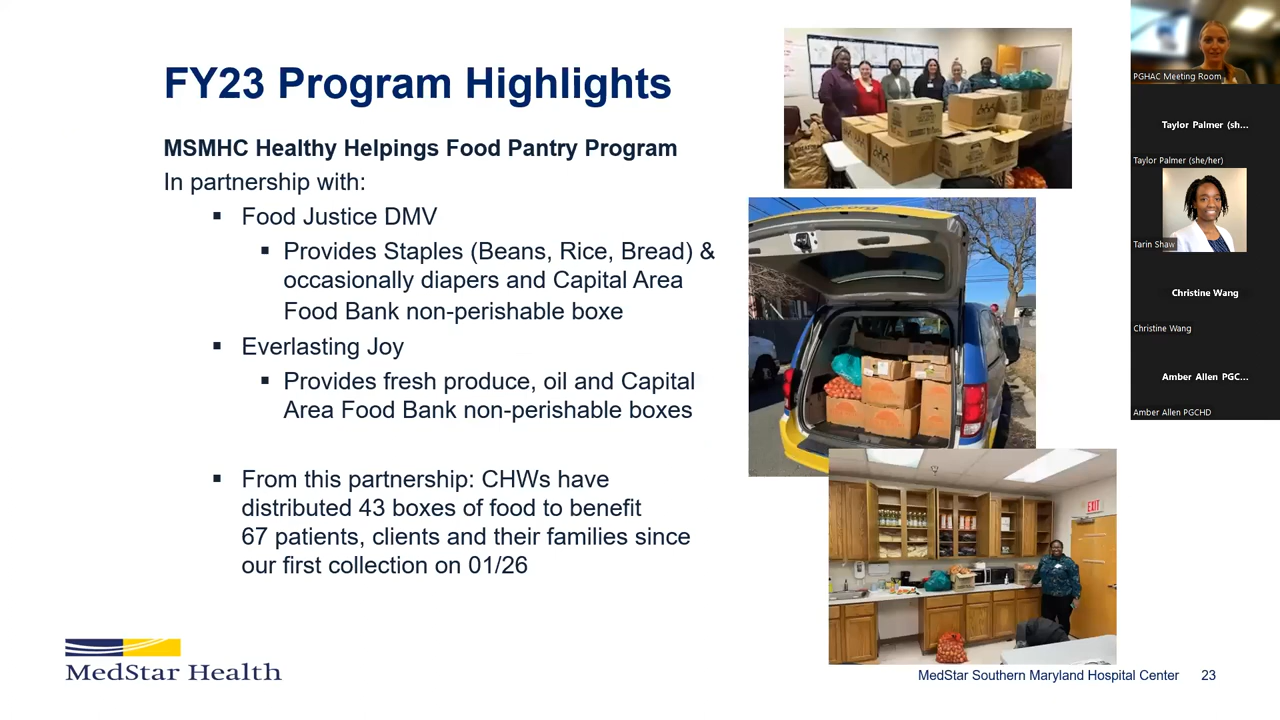 FY23 Program Highlights
MSMHC Healthy Helpings Food Pantry Program
In partnership with:
▪ Food Justice DMV
▪ Provides Staples (Beans, Rice, Bread) &
occasionally diapers and Capital Area
Food Bank non-perishable boxe
▪ Everlasting Joy
▪ Provides fresh produce, oil and Capital
Area Food Bank non-perishable boxes
▪ From this partnership: CHWs have
distributed 43 boxes of food to benefit
67 patients, clients and their families since
our first collection on 01/26
MedStar Health
EXIT
MedStar Southern Maryland Hospital Center 23
PGHAC Meeting Room
Taylor Palmer (sh...
Taylor Palmer (she/her)
Tarin Shaw
Christine Wang
Christine Wang
Amber Allen PGC...
Amber Allen PGCHD